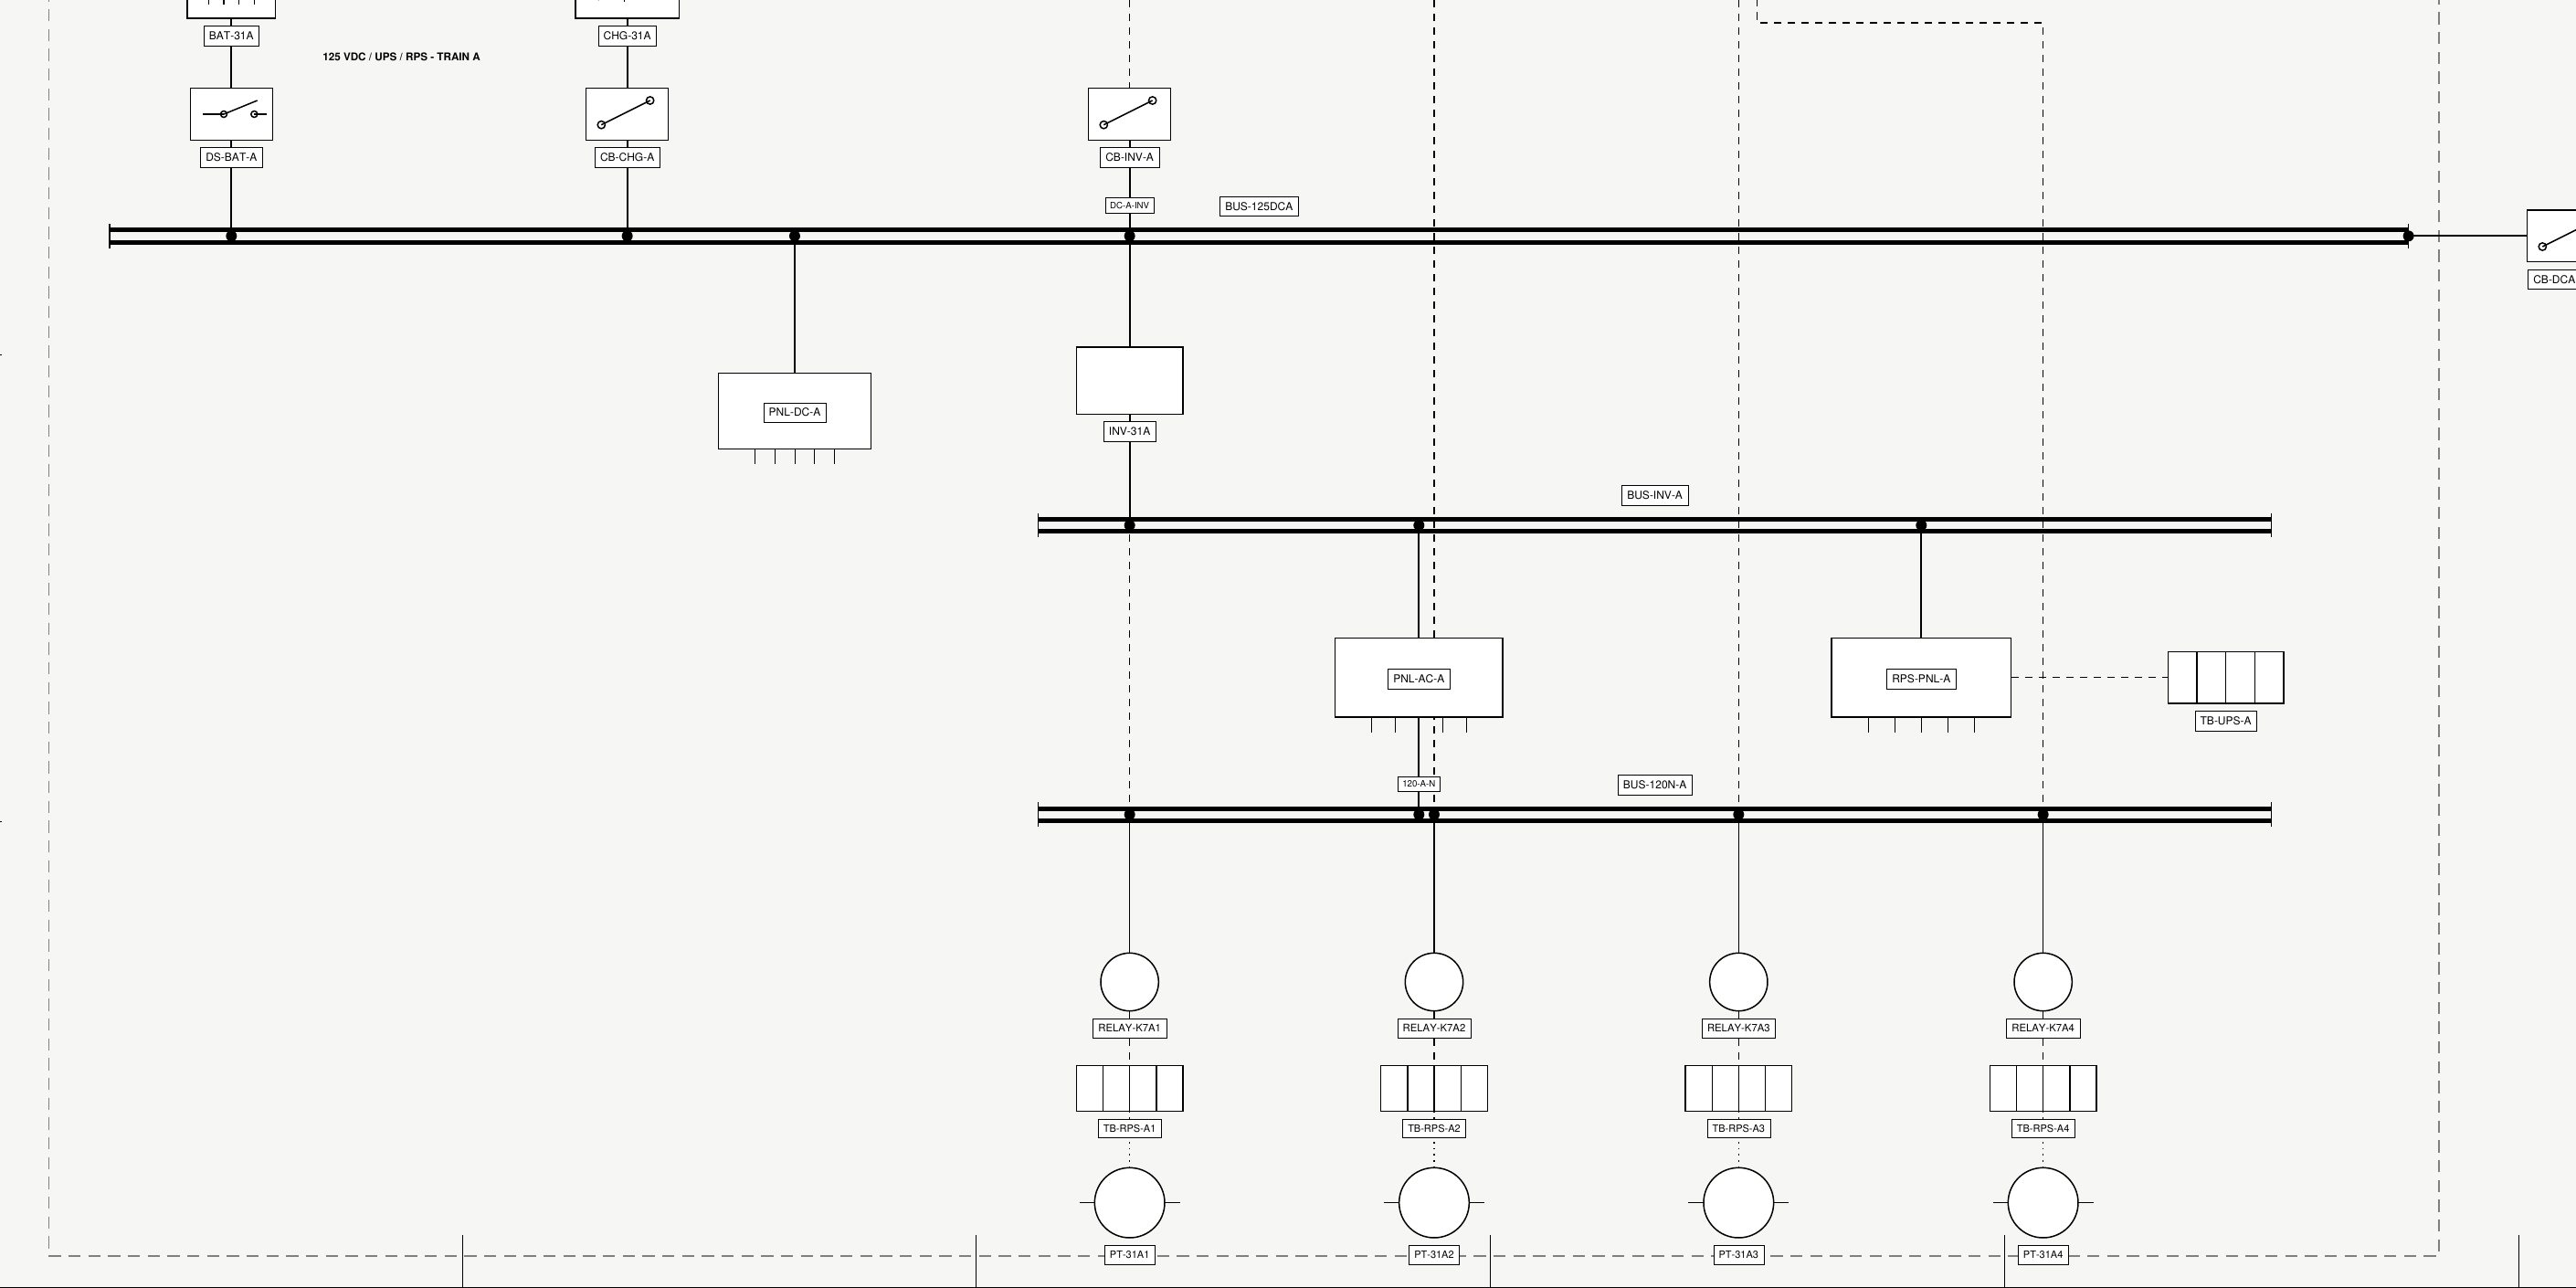 BAT-31A
CHG-31A
125 VDC / UPS / RPS - TRAIN A
DS-BAT-A
CB-CHG-A
CB-INV-A
DC-A-INV
BUS-125DCA
CB-DCA
PNL-DC-A
INV-31A
BUS-INV-A
PNL-AC-A
RPS-PNL-A
TB-UPS-A
120-A-N
BUS-120N-A
RELAY-K7A1
RELAY-K7A2
RELAY-K7A3
RELAY-K7A4
TB-RPS-A1
TB-RPS-A2
TB-RPS-A3
TB-RPS-A4
PT-31A1
PT-31A2
PT-31A3
PT-31A4